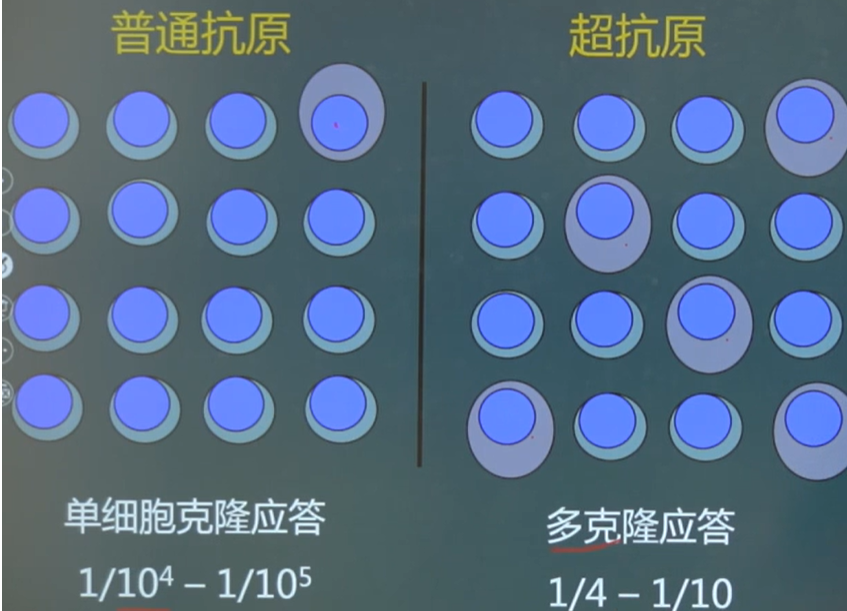 普通抗原
超抗原
单细胞克隆应答
多克隆应答
1/10⁴ – 1/10⁵
1/4 – 1/10